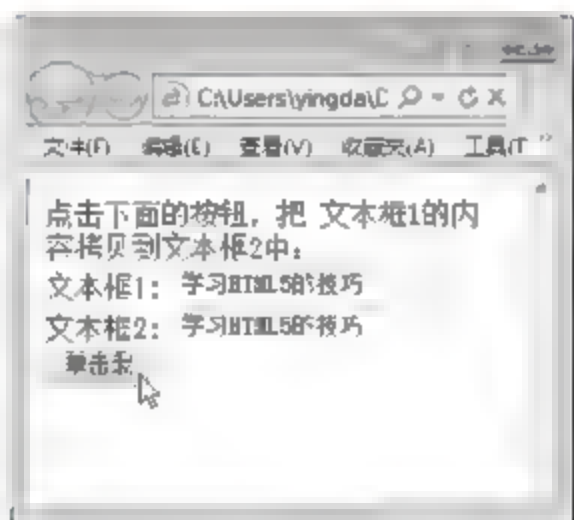 C:\Users\yingda\D
文件(F) 编辑(E) 查看(V) 收藏夹(A) 工具(T
点击下面的按钮，把 文本框1的内
容拷贝到文本框2中：
文本框1： 学习HTML5的技巧
文本框2： 学习HTML5的技巧
单击我